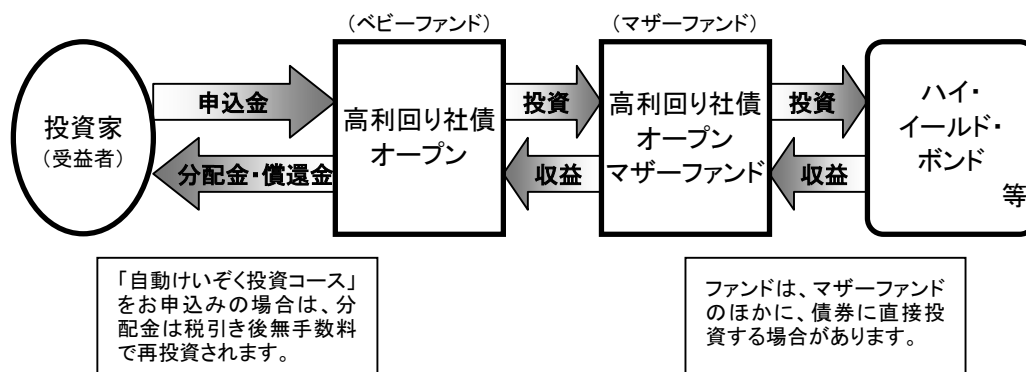 (ベビーファンド)
(マザーファンド)
投資家
(受益者)
申込金
分配金・償還金
高利回り社債
オープン
投資
収益
高利回り社債
オープン
マザーファンド
投資
収益
ハイ・
イールド・
ボンド
等
「自動けいぞく投資コース」
をお申込みの場合は、分
配金は税引き後無手数料
で再投資されます。
ファンドは、マザーファンド
のほかに、債券に直接投
資する場合があります。